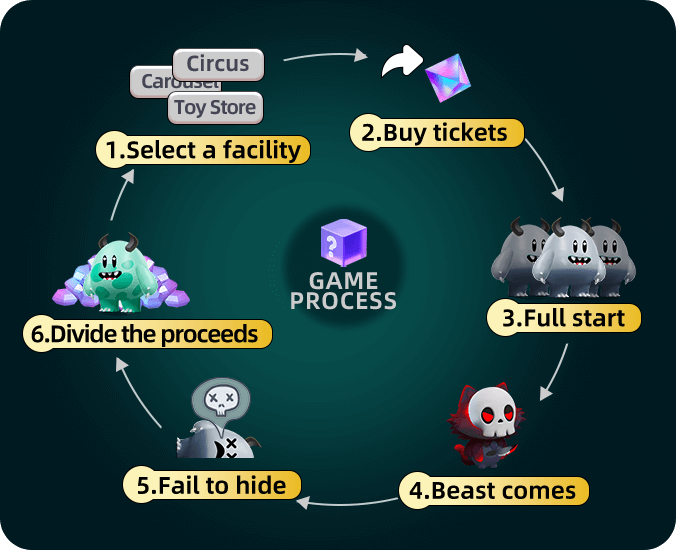 Circus
Carousel
Toy Store
1.Select a facility
2.Buy tickets
3.Full start
4.Beast comes
5.Fail to hide
6.Divide the proceeds
?
GAME
PROCESS